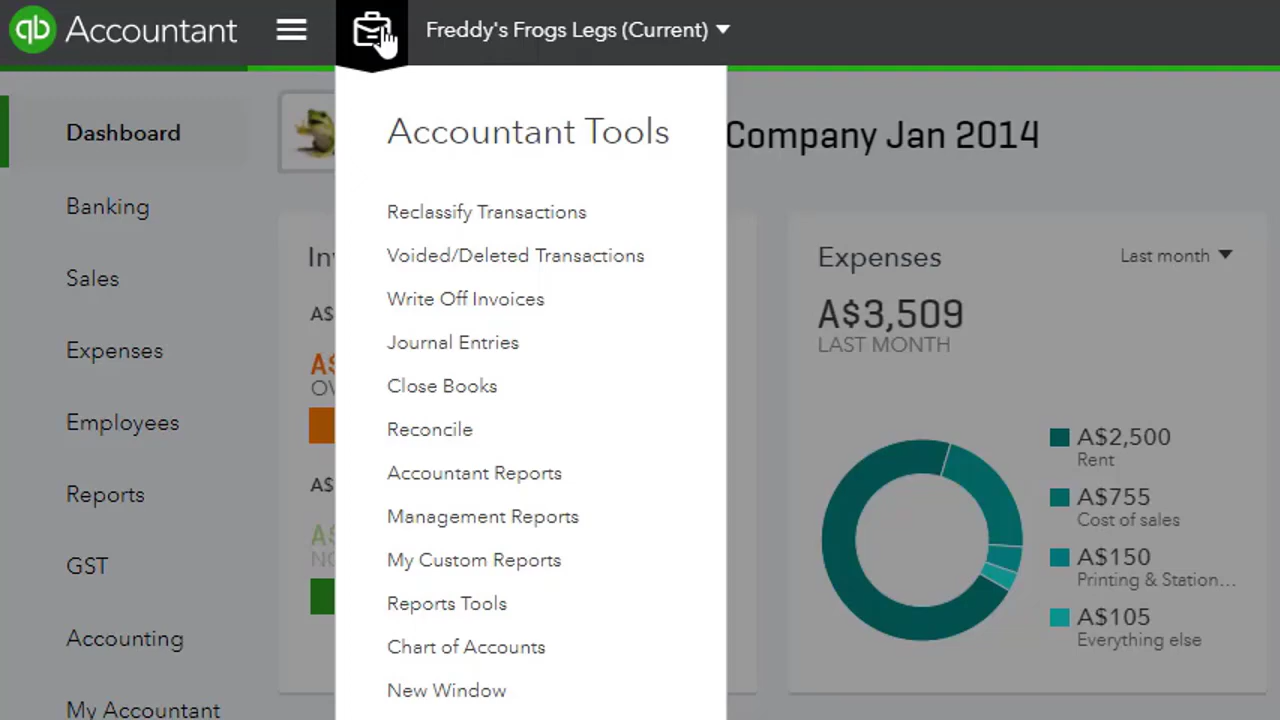 qb Accountant
Freddy's Frogs Legs (Current)
Dashboard
Banking
Sales
Expenses
Employees
Reports
GST
Accounting
My Accountant
Accountant Tools
Reclassify Transactions
Voided/Deleted Transactions
Write Off Invoices
Journal Entries
Close Books
Reconcile
Accountant Reports
Management Reports
My Custom Reports
Reports Tools
Chart of Accounts
New Window
Company Jan 2014
Expenses
Last month
A$3,509
LAST MONTH
A$2,500
Rent
A$755
Cost of sales
A$150
Printing & Station...
A$105
Everything else